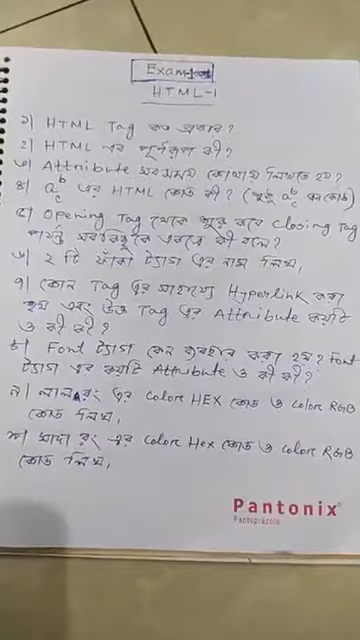 Exam-1
HTML-1
১) HTML Tag কত প্রকার?
২) HTML এর পূর্ণরূপ কী?
৩) Attribute সবসময় কোথায় লিখতে হয়?
৪) a b c এর HTML কোড কী? (শুধু a b c এর কোড)
৫) Opening Tag থেকে শুরু করে Closing Tag
পর্যন্ত সবকিছুকে একত্রে কী বলে?
৬) ২ টি ফাঁকা ট্যাগ এর নাম লিখ,
৭) কোন Tag এর সাহায্যে Hyperlink করা
হয় এবং উক্ত Tag এর Attribute কয়টি
ও কী কী?
৮) Font ট্যাগ কেন ব্যবহার করা হয়? Font
ট্যাগ এর কয়টি Attribute ও কী কী?
৯) লাল রং এর color HEX কোড ও color RGB
কোড লিখ,
১০) সাদা রং এর color Hex কোড ও color RGB
কোড লিখ,
Pantonix
Pantoprazole